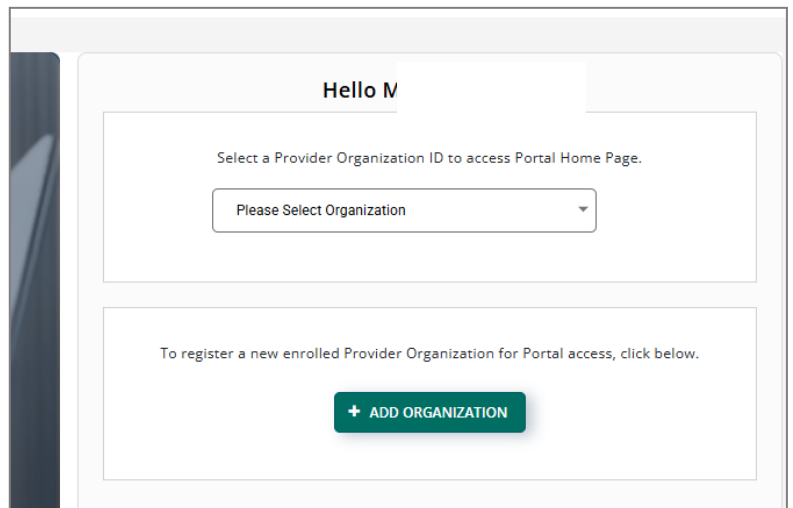 Hello M
Select a Provider Organization ID to access Portal Home Page.
Please Select Organization
To register a new enrolled Provider Organization for Portal access, click below.
+ ADD ORGANIZATION